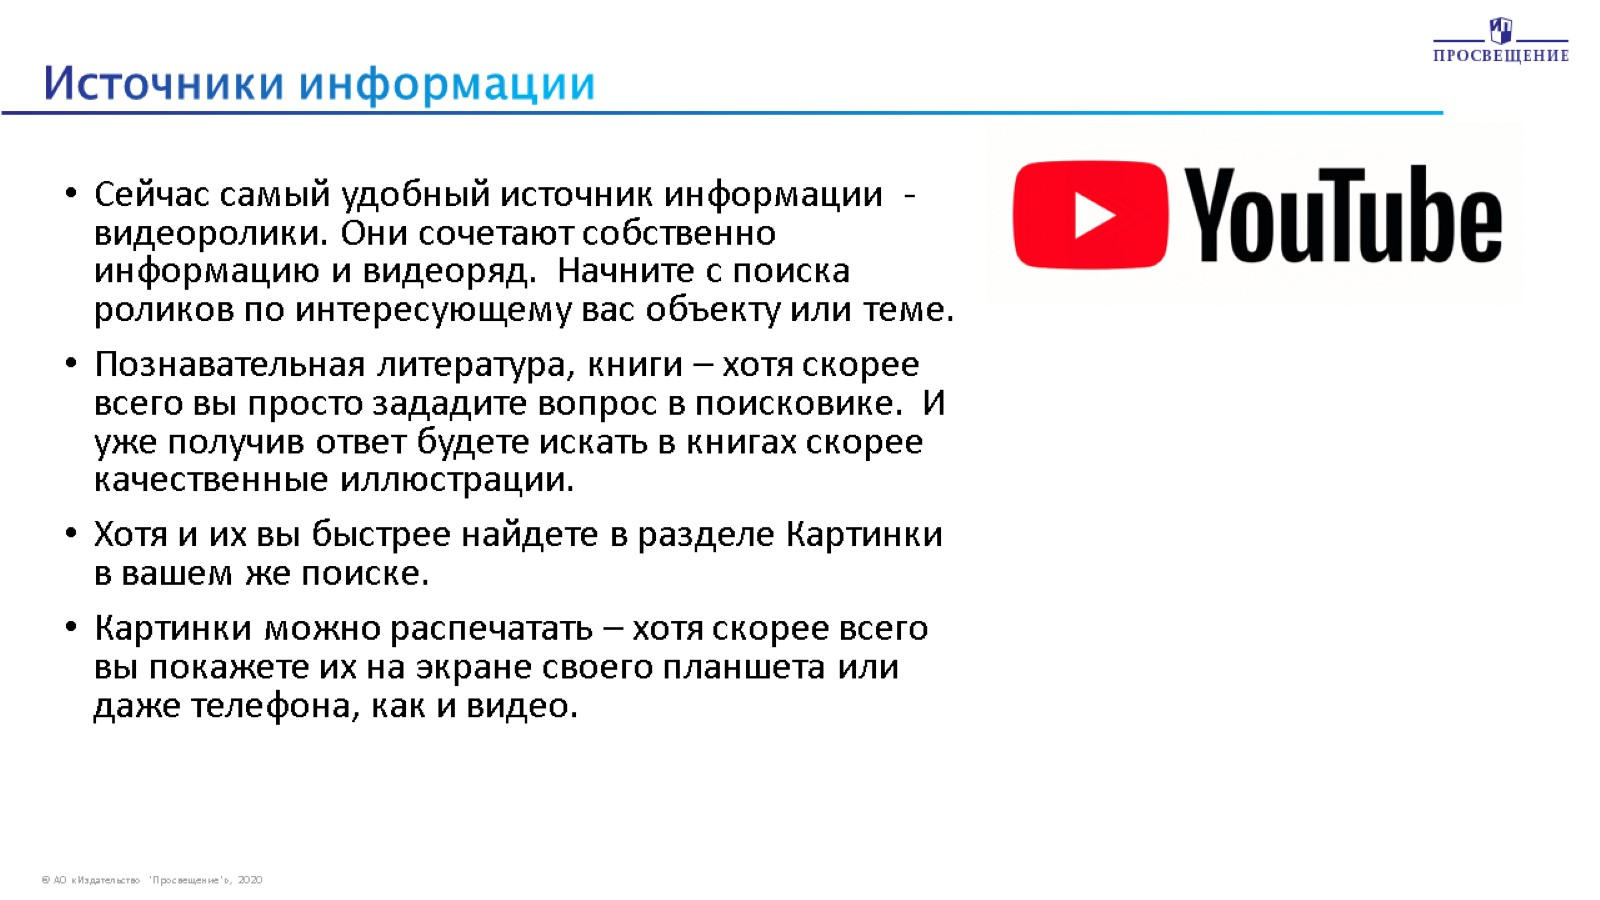 ПРОСВЕЩЕНИЕ
Источники информации
YouTube
• Сейчас самый удобный источник информации  -
видеоролики. Они сочетают собственно
информацию и видеоряд.  Начните с поиска
роликов по интересующему вас объекту или теме.
• Познавательная литература, книги – хотя скорее
всего вы просто зададите вопрос в поисковике.  И
уже получив ответ будете искать в книгах скорее
качественные иллюстрации.
• Хотя и их вы быстрее найдете в разделе Картинки
в вашем же поиске.
• Картинки можно распечатать – хотя скорее всего
вы покажете их на экране своего планшета или
даже телефона, как и видео.
© АО «Издательство 'Просвещение'», 2020